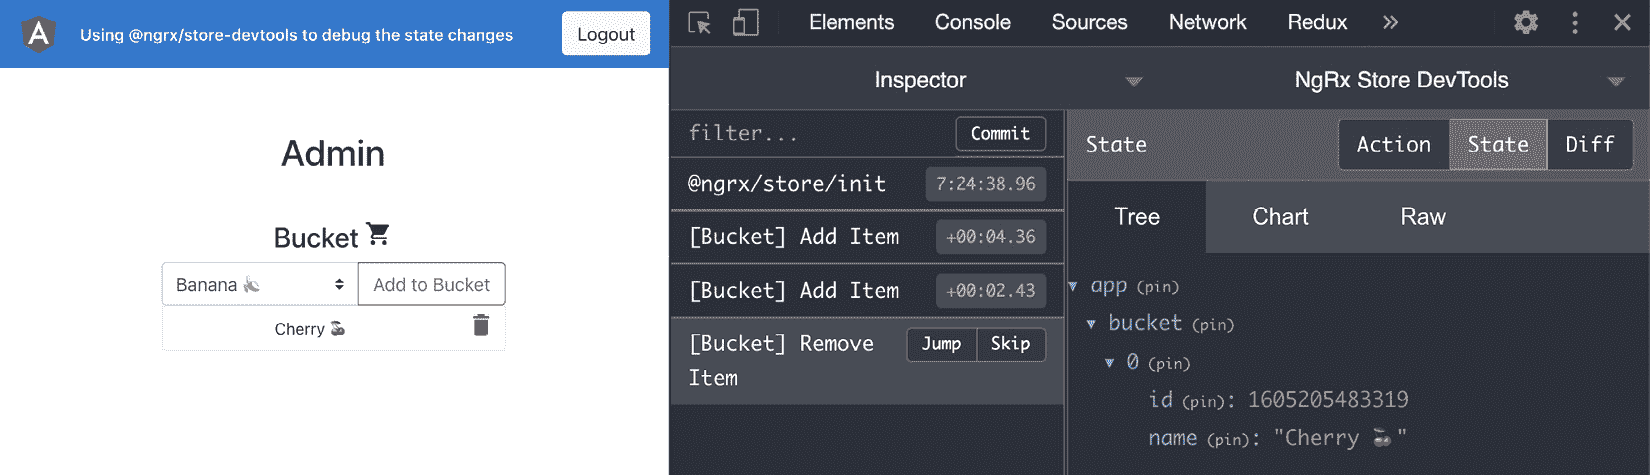 Using @ngrx/store-devtools to debug the state changes
Logout
Admin
Bucket
Banana 🍌
Add to Bucket
Cherry 🍒
Elements Console Sources Network Redux »
Inspector
NgRx Store DevTools
filter...
Commit
@ngrx/store/init 7:24:38.96
[Bucket] Add Item +00:04.36
[Bucket] Add Item +00:02.43
[Bucket] Remove Item
Jump Skip
State
Action State Diff
Tree Chart Raw
app (pin)
bucket (pin)
0 (pin)
id (pin): 1605205483319
name (pin): "Cherry 🍒"